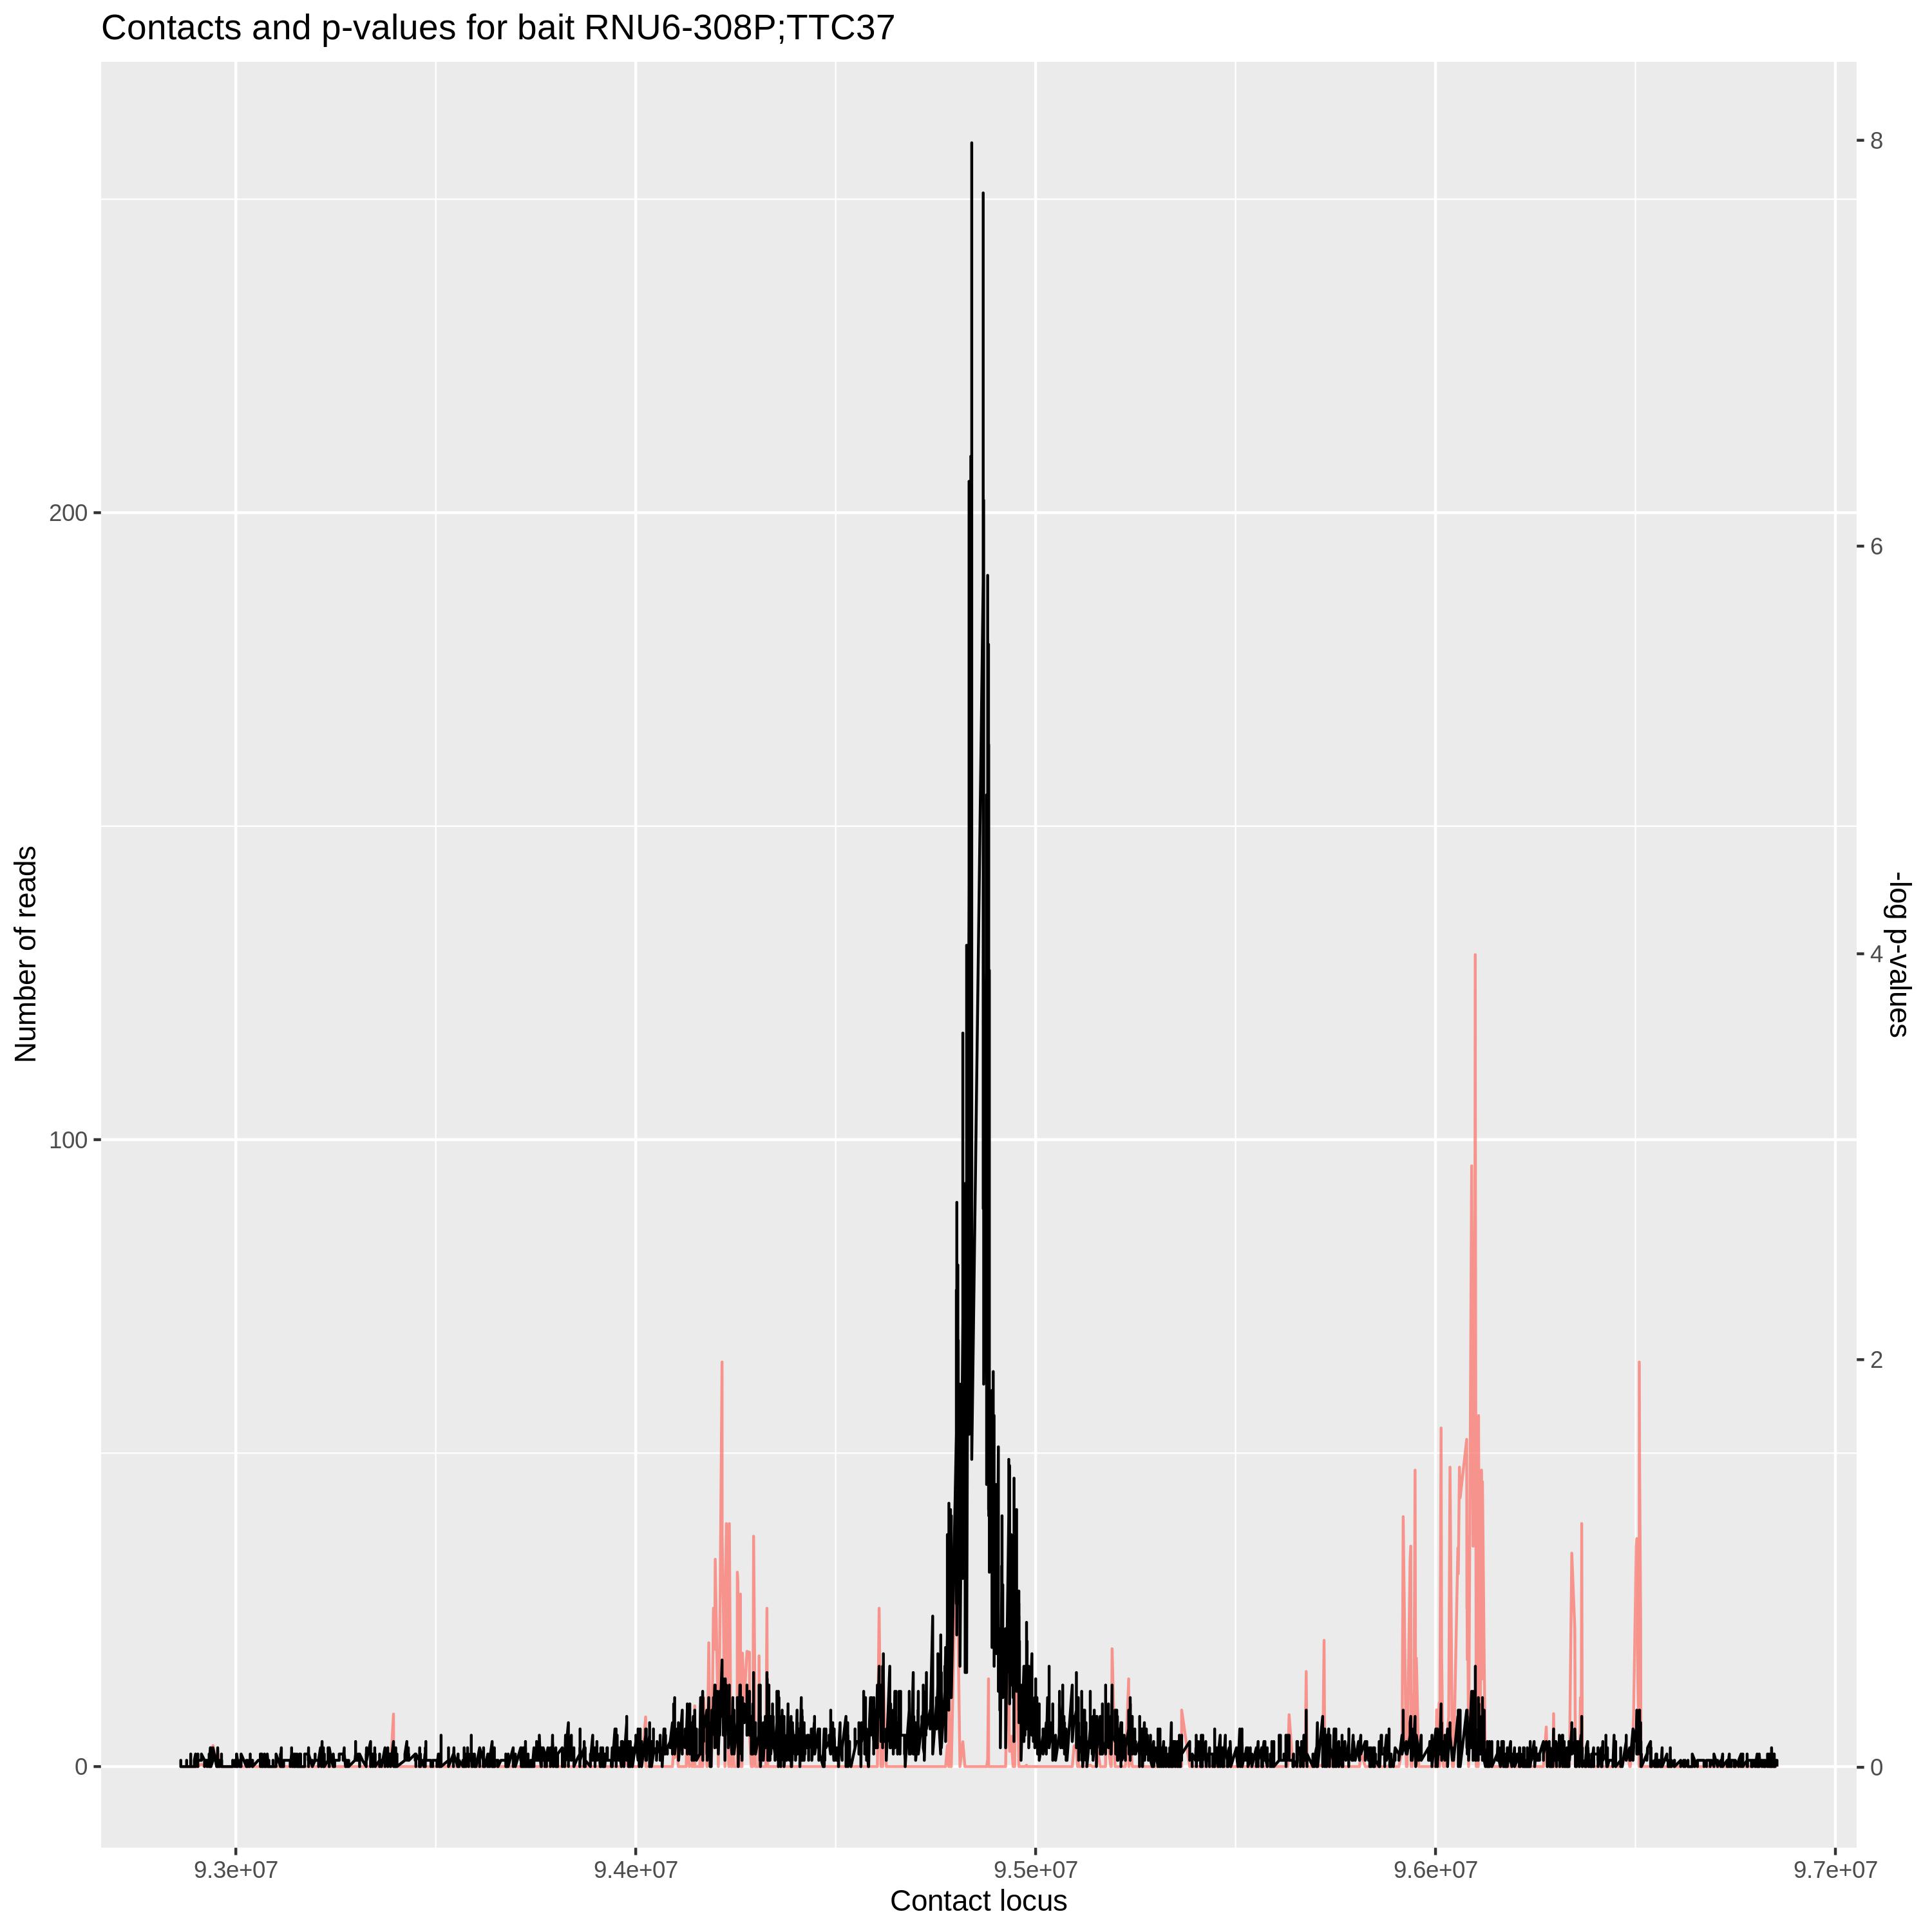 Contacts and p-values for bait RNU6-308P;TTC37
Number of reads
200
100
0
8
6
4
2
0
-log p-values
9.3e+07
9.4e+07
9.5e+07
9.6e+07
9.7e+07
Contact locus